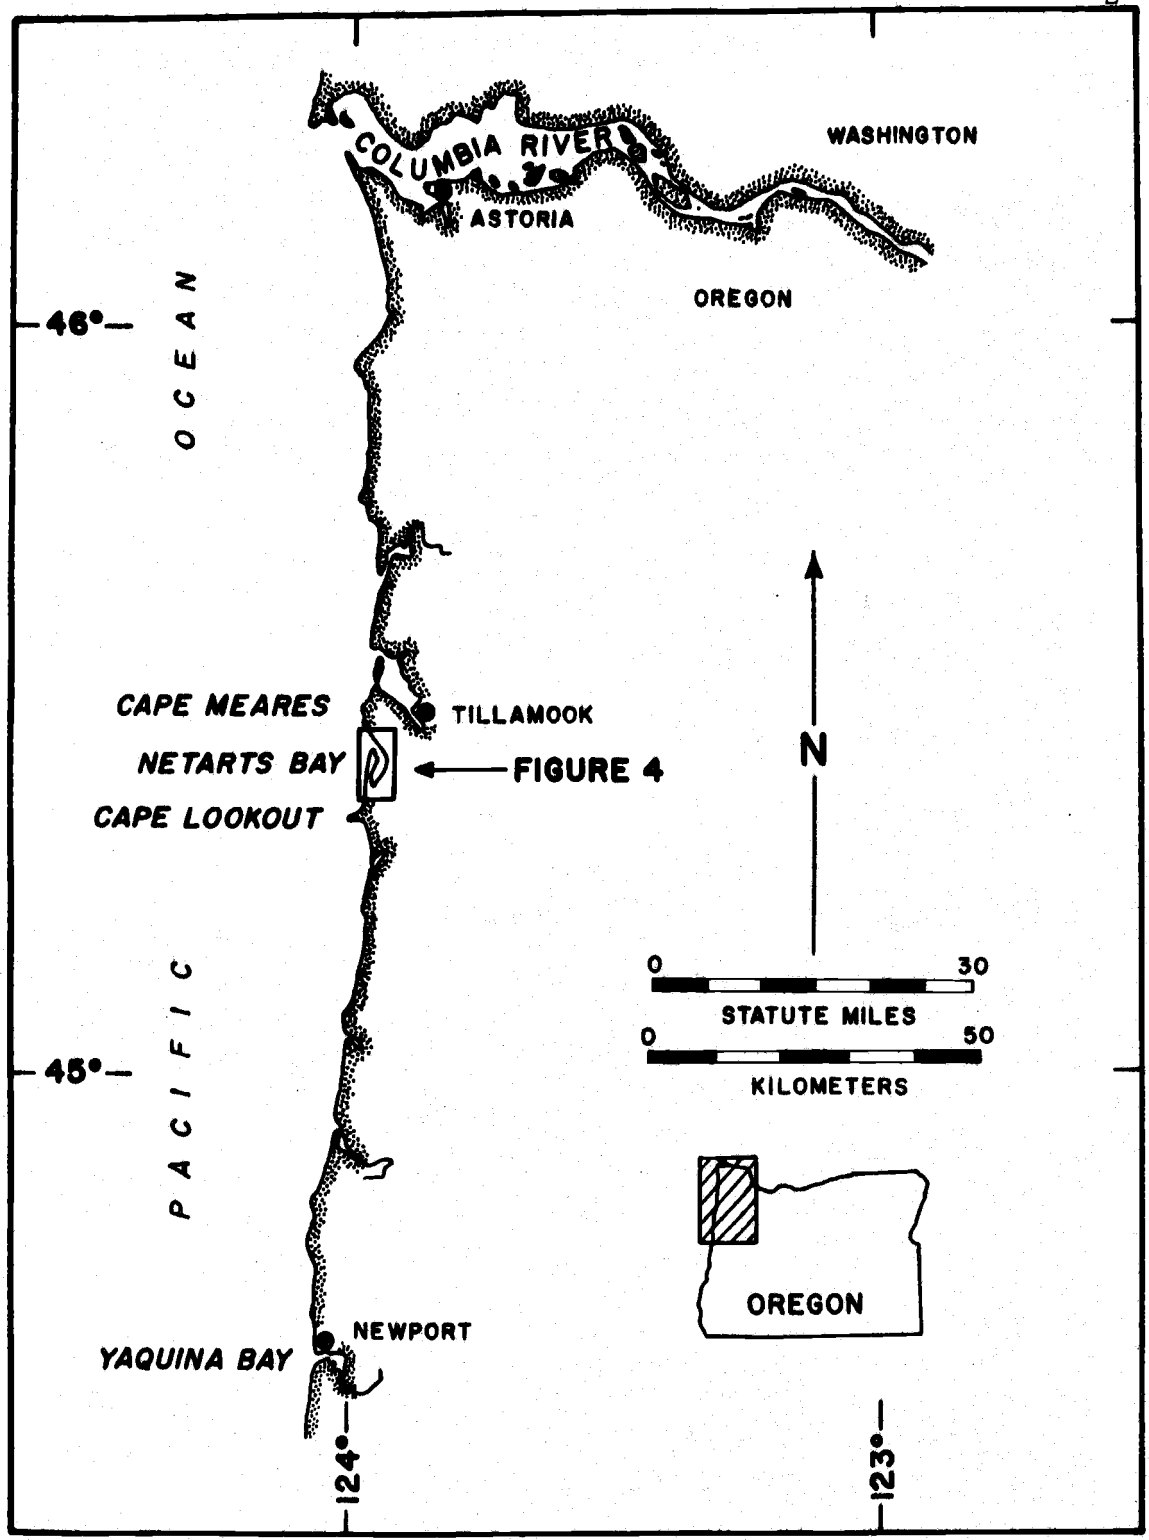 WASHINGTON
COLUMBIA RIVER
ASTORIA
OREGON
46°
OCEAN
CAPE MEARES
TILLAMOOK
NETARTS BAY
FIGURE 4
N
CAPE LOOKOUT
0 30
STATUTE MILES
0 50
KILOMETERS
45°
PACIFIC
OREGON
NEWPORT
YAQUINA BAY
124°
123°